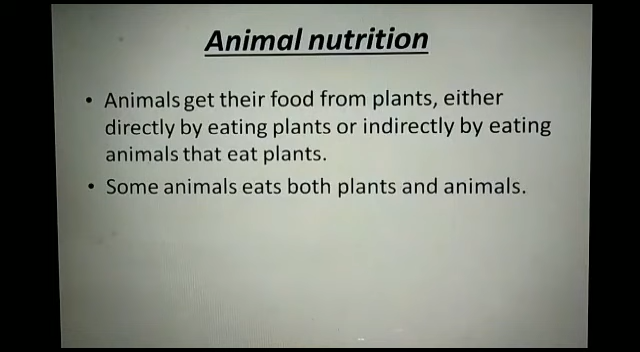 Animal nutrition
• Animals get their food from plants, either
directly by eating plants or indirectly by eating
animals that eat plants.
• Some animals eats both plants and animals.